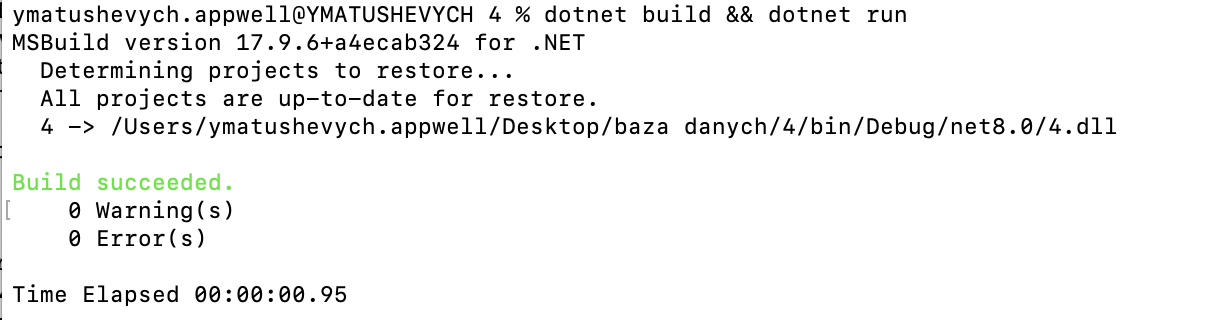 ymatushevych.appwell@YMATUSHEVYCH 4 % dotnet build && dotnet run
MSBuild version 17.9.6+a4ecab324 for .NET
  Determining projects to restore...
  All projects are up-to-date for restore.
  4 -> /Users/ymatushevych.appwell/Desktop/baza danych/4/bin/Debug/net8.0/4.dll

Build succeeded.
[    0 Warning(s)
    0 Error(s)

Time Elapsed 00:00:00.95